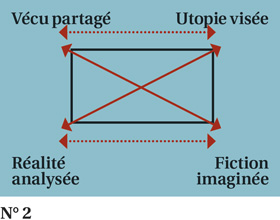 Vécu partagé Utopie visée
Réalité Fiction
analysée imaginée
N° 2